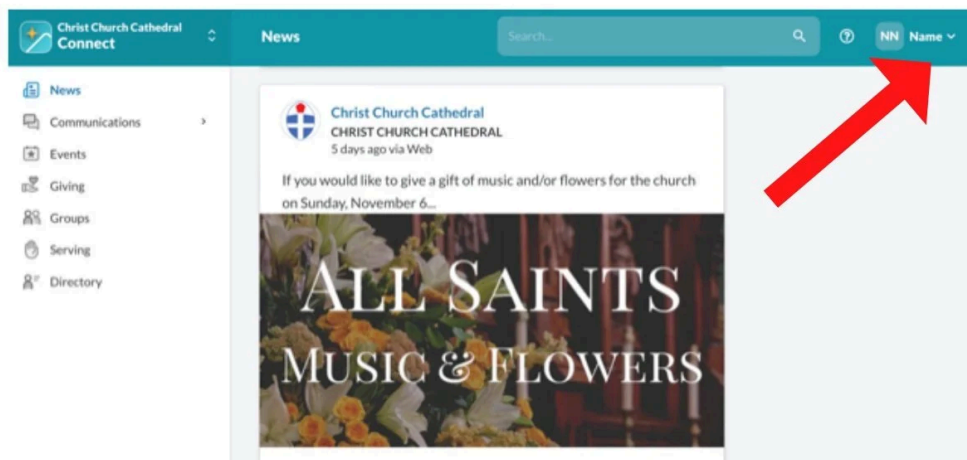 Christ Church Cathedral
Connect
News
Search...
NN Name
News
Communications
Events
Giving
Groups
Serving
Directory
Christ Church Cathedral
CHRIST CHURCH CATHEDRAL
5 days ago via Web
If you would like to give a gift of music and/or flowers for the church
on Sunday, November 6...
ALL SAINTS
MUSIC & FLOWERS